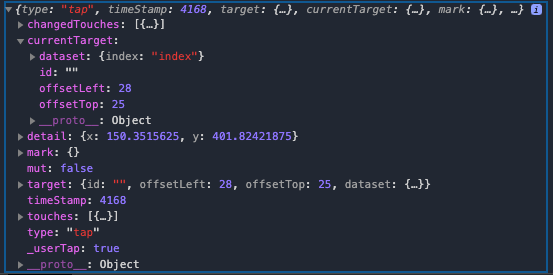 {type: "tap", timeStamp: 4168, target: {…}, currentTarget: {…}, mark: {…}, …} i
changedTouches: [{…}]
currentTarget:
dataset: {index: "index"}
id: ""
offsetLeft: 28
offsetTop: 25
__proto__: Object
detail: {x: 150.3515625, y: 401.82421875}
mark: {}
mut: false
target: {id: "", offsetLeft: 28, offsetTop: 25, dataset: {…}}
timeStamp: 4168
touches: [{…}]
type: "tap"
_userTap: true
__proto__: Object